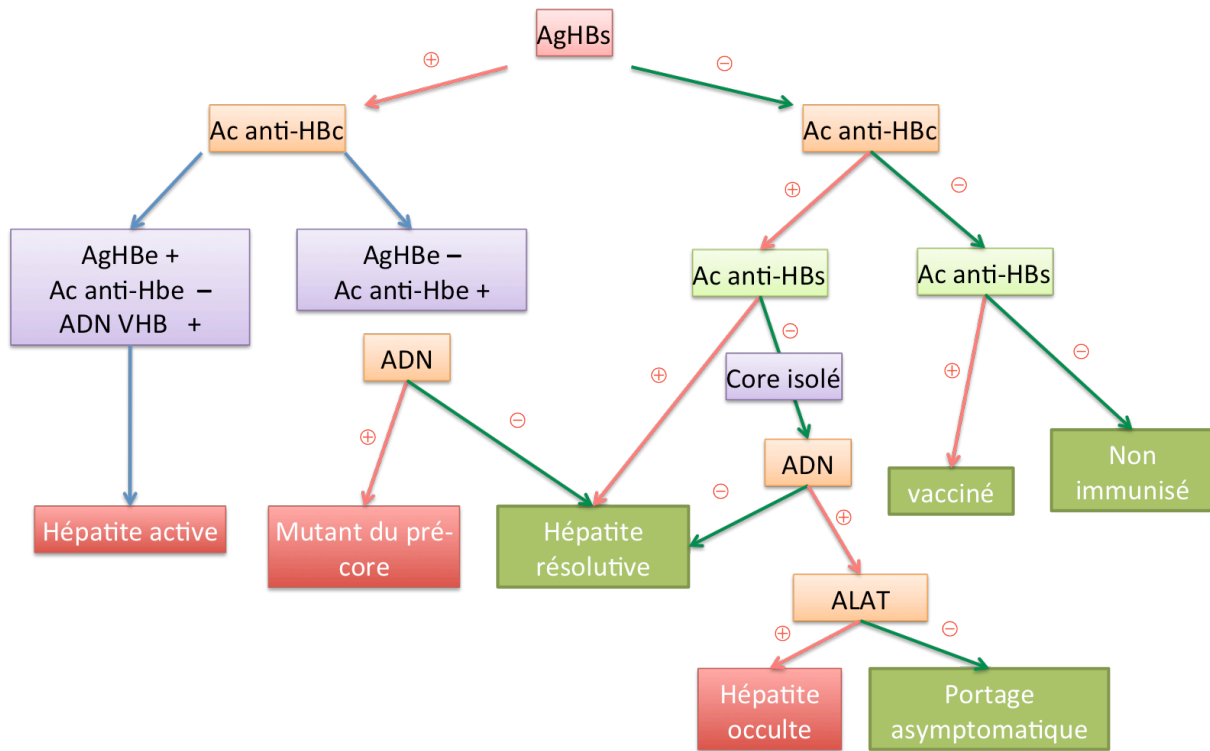 AgHBs
⊕
⊖
Ac anti-HBc
Ac anti-HBc
⊕
⊖
AgHBe +
Ac anti-Hbe –
ADN VHB +
AgHBe –
Ac anti-Hbe +
Ac anti-HBs
Ac anti-HBs
⊖
⊖
ADN
Core isolé
⊕
⊕
⊕
⊖
ADN
Non
immunisé
vacciné
⊖
⊕
Hépatite active
Mutant du pré-
core
Hépatite
résolutive
ALAT
⊕
⊖
Hépatite
occulte
Portage
asymptomatique